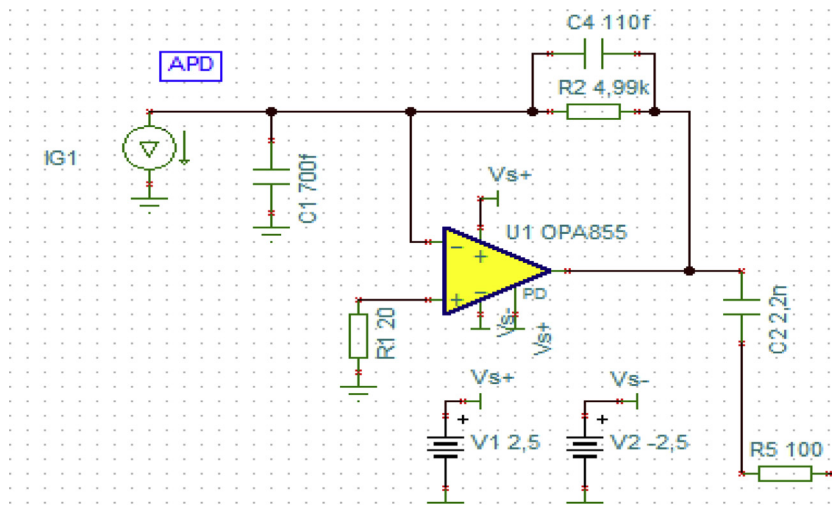 C4 110f
APD
R2 4,99k
IG1
C1 700f
Vs+
U1 OPA855
PD
Vs-
Vs+
R1 20
C2 2,2n
Vs+
Vs-
V1 2,5
V2 -2,5
R5 100